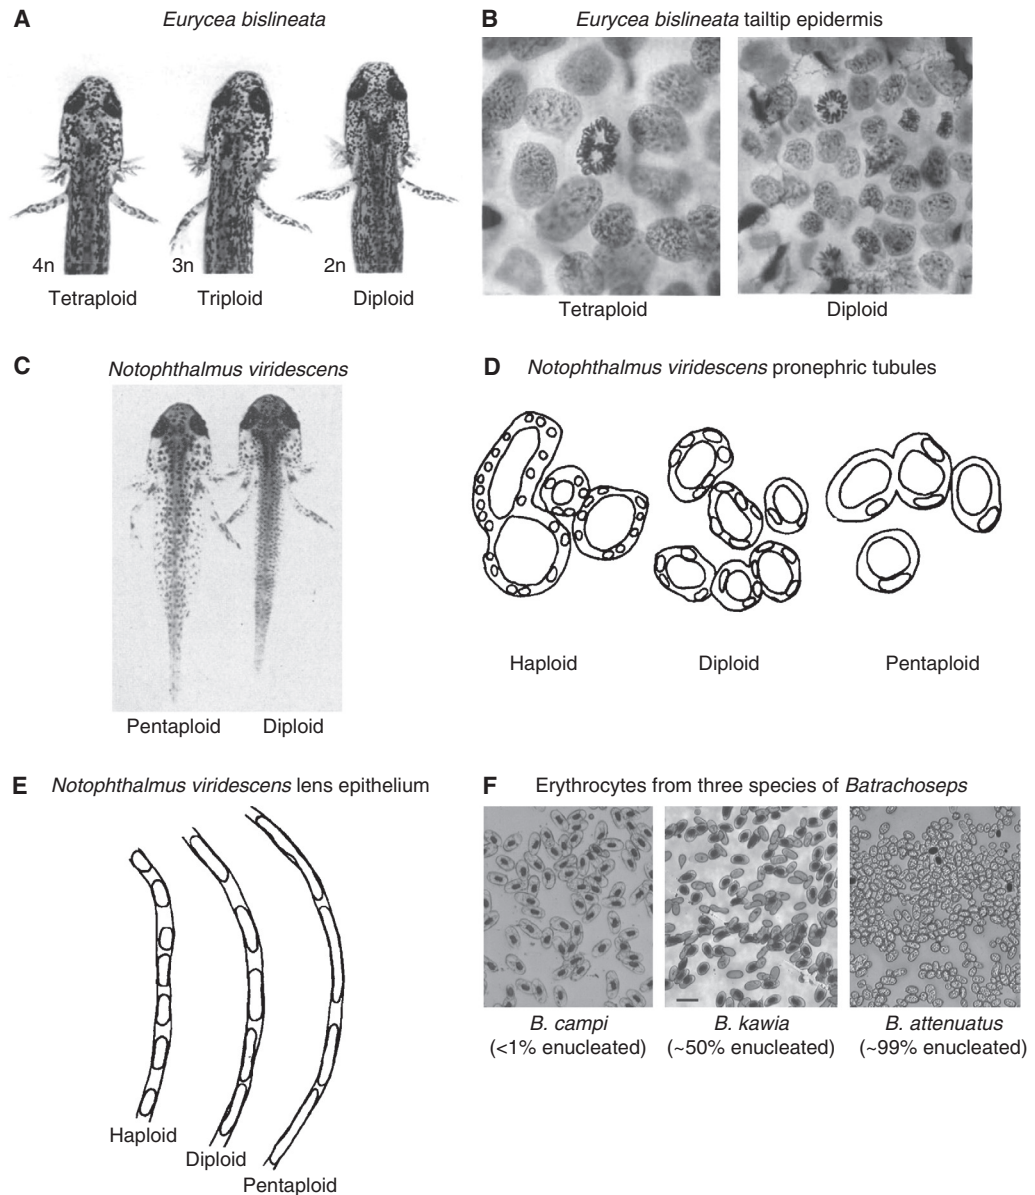 A Eurycea bislineata
4n
3n
2n
Tetraploid Triploid Diploid
B Eurycea bislineata tailtip epidermis
Tetraploid Diploid
C Notophthalmus viridescens
Pentaploid Diploid
D Notophthalmus viridescens pronephric tubules
Haploid Diploid Pentaploid
E Notophthalmus viridescens lens epithelium
Haploid
Diploid
Pentaploid
F Erythrocytes from three species of Batrachoseps
B. campi B. kawia B. attenuatus
(<1% enucleated) (~50% enucleated) (~99% enucleated)